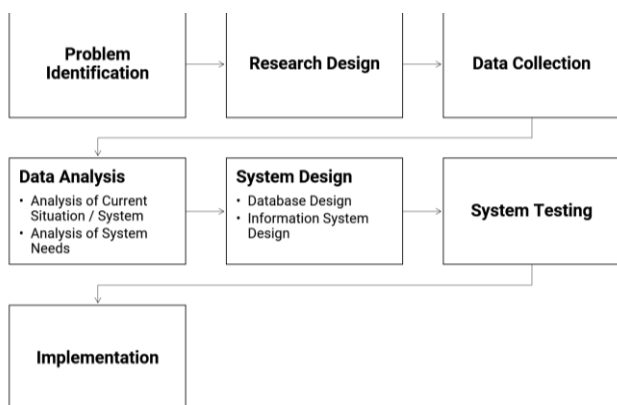 Problem
Identification
Research Design
Data Collection
Data Analysis
• Analysis of Current
Situation / System
• Analysis of System
Needs
System Design
• Database Design
• Information System
Design
System Testing
Implementation